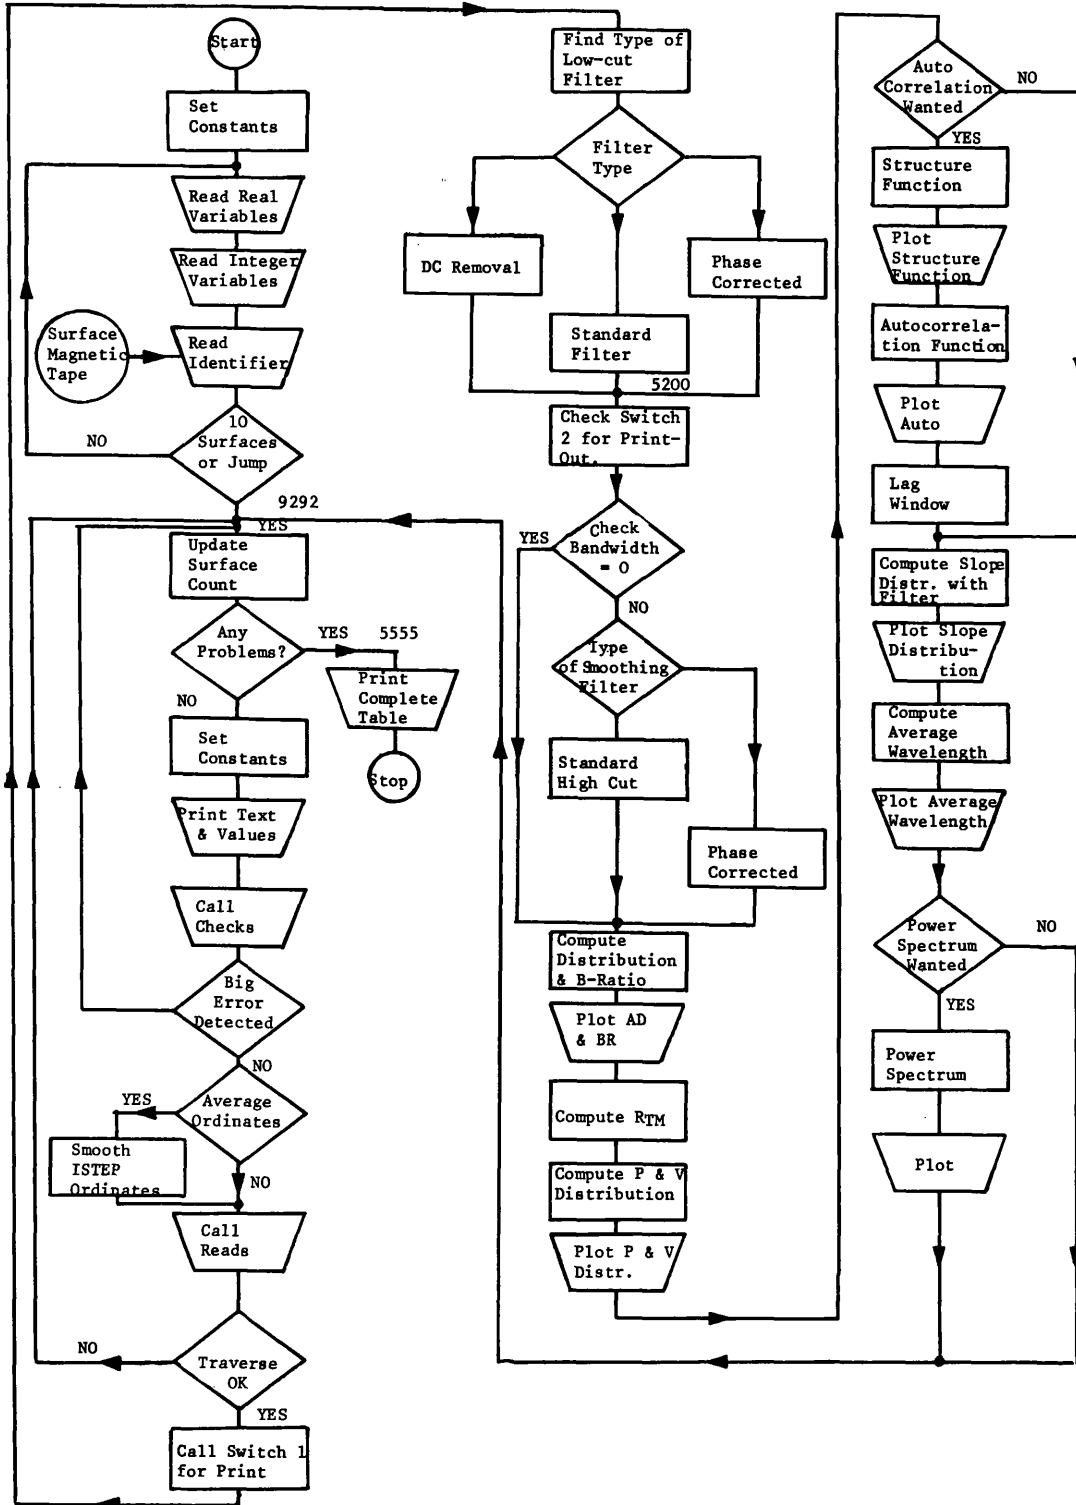 Start
Set
Constants
Read Real
Variables
Read Integer
Variables
Surface
Magnetic
Tape
Read
Identifier
10
Surfaces
or Jump
NO
9292
YES
Update
Surface
Count
Any
Problems?
YES
5555
Print
Complete
Table
Stop
NO
Set
Constants
Print Text
& Values
Call
Checks
Big
Error
Detected
NO
YES
Average
Ordinates
Smooth
ISTEP
Ordinates
NO
Call
Reads
NO
Traverse
OK
YES
Call Switch 1
for Print
Find Type of
Low-cut
Filter
Filter
Type
DC Removal
Phase
Corrected
Standard
Filter
5200
Check Switch
2 for Print-
Out.
YES
Check
Bandwidth
= 0
NO
Type
of Smoothing
Filter
Standard
High Cut
Phase
Corrected
Compute
Distribution
& B-Ratio
Plot AD
& BR
Compute RTM
Compute P & V
Distribution
Plot P & V
Distr.
Auto
Correlation
Wanted
NO
YES
Structure
Function
Plot
Structure
Function
Autocorrela-
tion Function
Plot
Auto
Lag
Window
Compute Slope
Distr. with
Filter
Plot Slope
Distribu-
tion
Compute
Average
Wavelength
Plot Average
Wavelength
Power
Spectrum
Wanted
NO
YES
Power
Spectrum
Plot